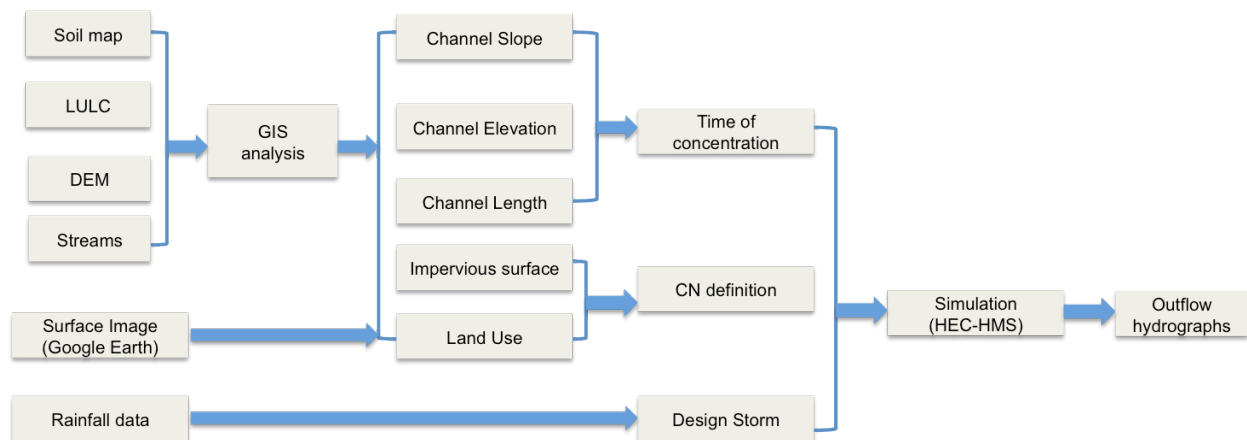 Soil map
LULC
DEM
Streams
Surface Image
(Google Earth)
Rainfall data
GIS
analysis
Channel Slope
Channel Elevation
Channel Length
Impervious surface
Land Use
Time of
concentration
CN definition
Design Storm
Simulation
(HEC-HMS)
Outflow
hydrographs